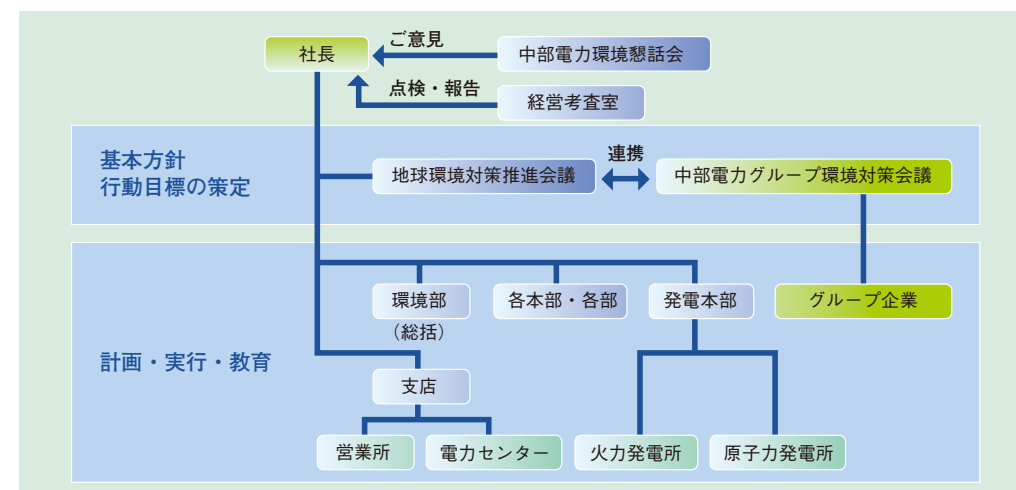 社長
ご意見
中部電力環境懇話会
点検・報告
経営考査室
基本方針
行動目標の策定
地球環境対策推進会議
連携
中部電力グループ環境対策会議
計画・実行・教育
環境部
（総括）
各本部・各部
発電本部
グループ企業
支店
営業所
電力センター
火力発電所
原子力発電所